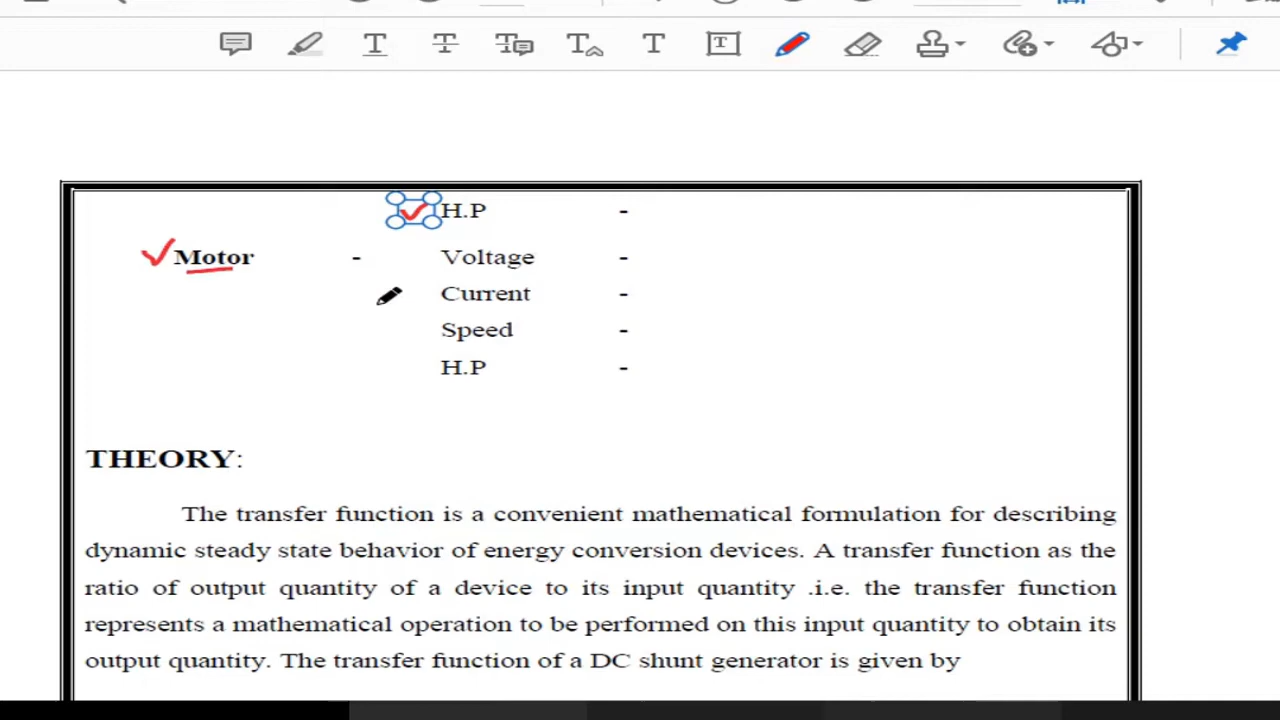 H.P -
Motor - Voltage -
Current -
Speed -
H.P -
THEORY:
The transfer function is a convenient mathematical formulation for describing
dynamic steady state behavior of energy conversion devices. A transfer function as the
ratio of output quantity of a device to its input quantity .i.e. the transfer function
represents a mathematical operation to be performed on this input quantity to obtain its
output quantity. The transfer function of a DC shunt generator is given by